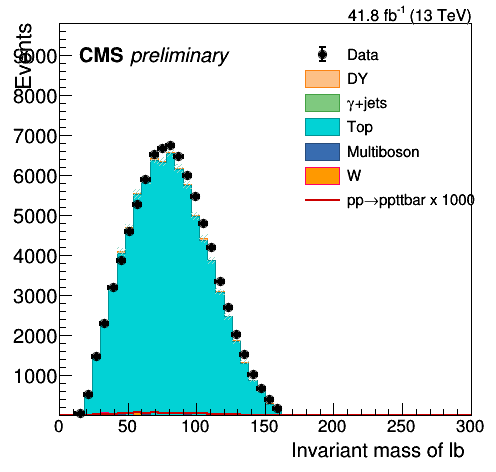 41.8 fb⁻¹ (13 TeV)
Events
CMS preliminary
Data
DY
γ+jets
Top
Multiboson
W
pp→ppttbar x 1000
9000
8000
7000
6000
5000
4000
3000
2000
1000
0 50 100 150 200 250 300
Invariant mass of lb